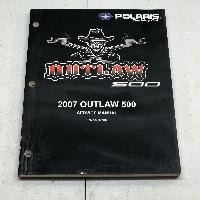 POLARIS
OUTLAW
500
2007 OUTLAW 500
SERVICE MANUAL